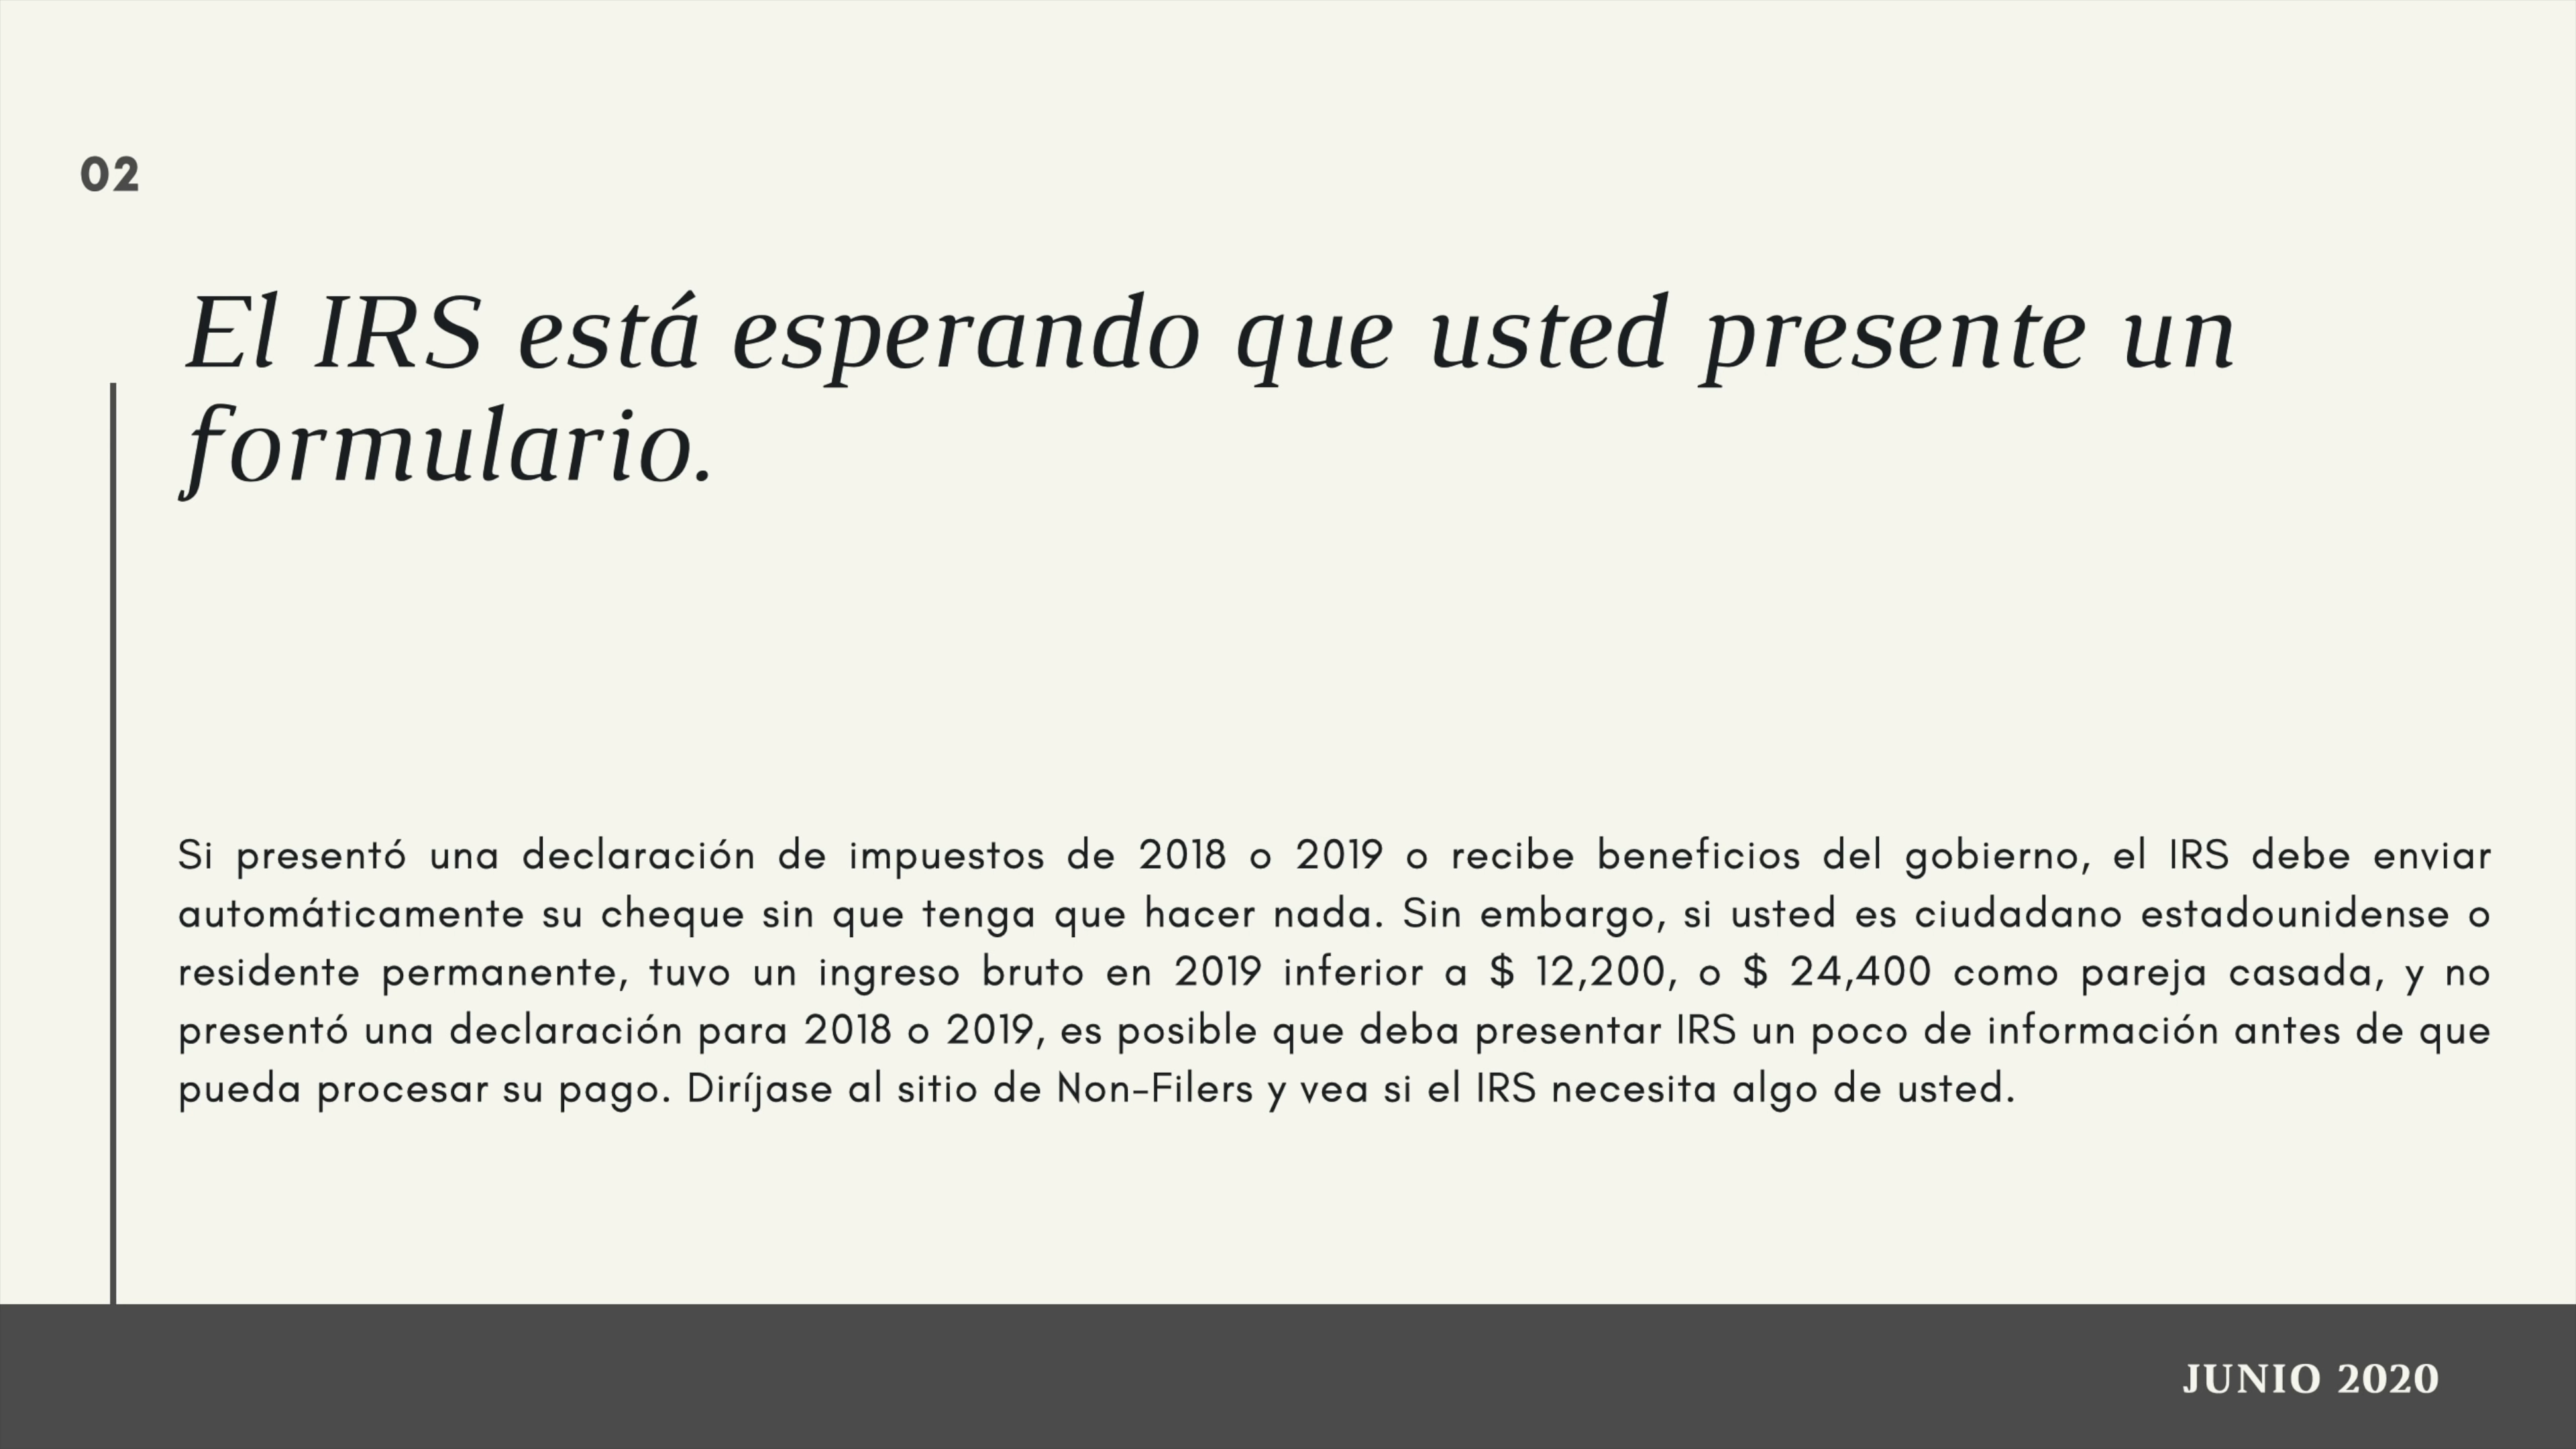 02
El IRS está esperando que usted presente un
formulario.
Si presentó una declaración de impuestos de 2018 o 2019 o recibe beneficios del gobierno, el IRS debe enviar
automáticamente su cheque sin que tenga que hacer nada. Sin embargo, si usted es ciudadano estadounidense o
residente permanente, tuvo un ingreso bruto en 2019 inferior a $ 12,200, o $ 24,400 como pareja casada, y no
presentó una declaración para 2018 o 2019, es posible que deba presentar IRS un poco de información antes de que
pueda procesar su pago. Diríjase al sitio de Non-Filers y vea si el IRS necesita algo de usted.
JUNIO 2020